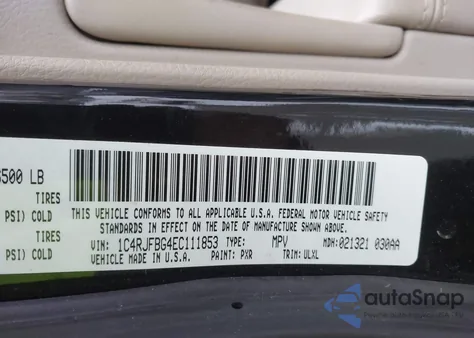 6500 LB
TIRES
PSI) COLD
TIRES
PSI) COLD
THIS VEHICLE CONFORMS TO ALL APPLICABLE U.S.A. FEDERAL MOTOR VEHICLE SAFETY
STANDARDS IN EFFECT ON THE DATE OF MANUFACTURE SHOWN ABOVE.
VIN: 1C4RJFBG4EC111853 TYPE: MPV MDH: 021321 030AA
VEHICLE MADE IN U.S.A. PAINT: PXR TRIM: ULXL
autoSnap